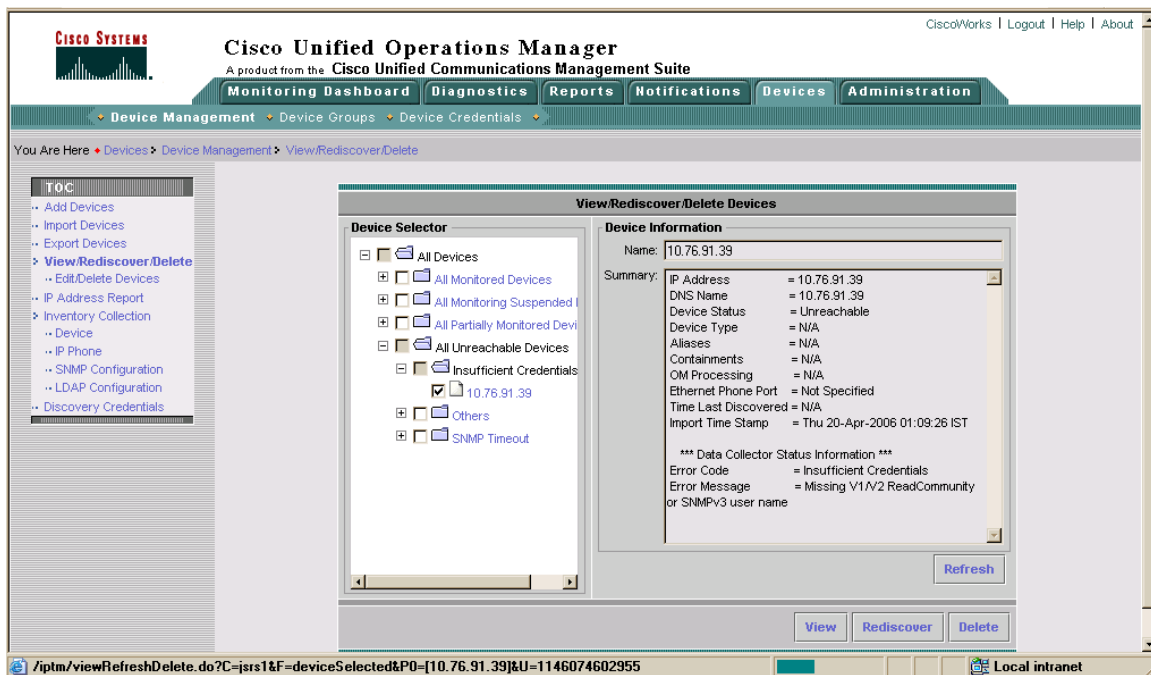 CiscoWorks | Logout | Help | About
CISCO SYSTEMS
Cisco Unified Operations Manager
A product from the Cisco Unified Communications Management Suite
Monitoring Dashboard Diagnostics Reports Notifications Devices Administration
Device Management Device Groups Device Credentials
You Are Here Devices Device Management View/Rediscover/Delete
TOC
Add Devices
Import Devices
Export Devices
View/Rediscover/Delete
Edit/Delete Devices
IP Address Report
Inventory Collection
Device
IP Phone
SNMP Configuration
LDAP Configuration
Discovery Credentials
View/Rediscover/Delete Devices
Device Selector
All Devices
All Monitored Devices
All Monitoring Suspended
All Partially Monitored Devi
All Unreachable Devices
Insufficient Credentials
10.76.91.39
Others
SNMP Timeout
Device Information
Name: 10.76.91.39
Summary:
IP Address = 10.76.91.39
DNS Name = 10.76.91.39
Device Status = Unreachable
Device Type = N/A
Aliases = N/A
Containments = N/A
OM Processing = N/A
Ethernet Phone Port = Not Specified
Time Last Discovered = N/A
Import Time Stamp = Thu 20-Apr-2006 01:09:26 IST
*** Data Collector Status Information ***
Error Code = Insufficient Credentials
Error Message = Missing V1/V2 ReadCommunity
or SNMPv3 user name
Refresh
View Rediscover Delete
/iptm/viewRefreshDelete.do?C=jsrs1&F=deviceSelected&P0=[10.76.91.39]&U=1146074602955
Local intranet